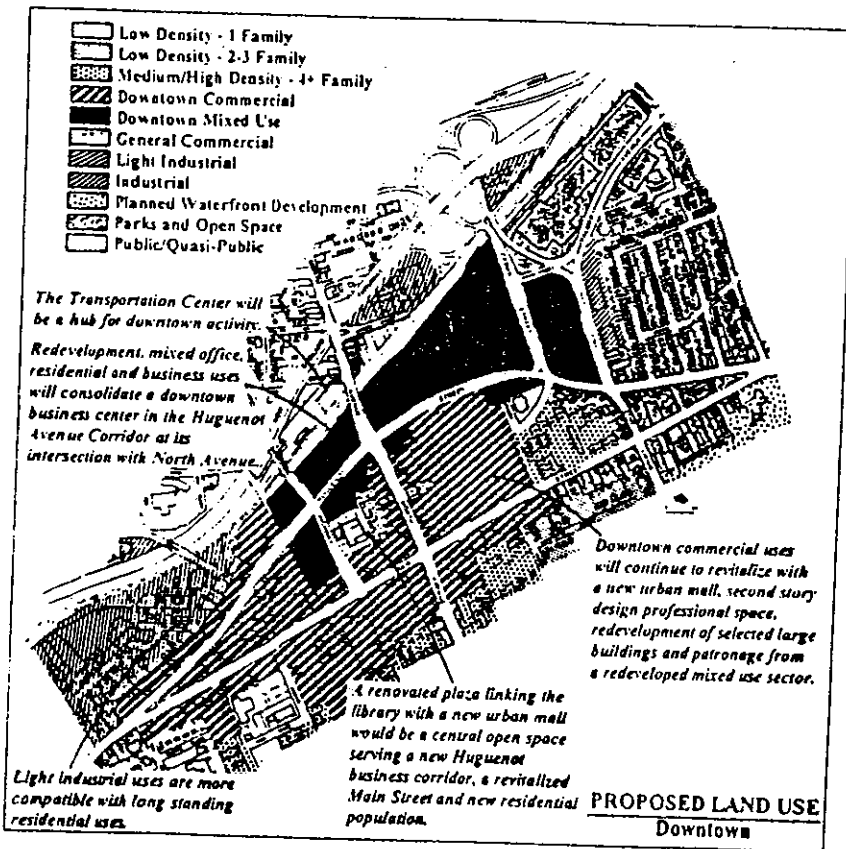 Low Density - 1 Family
Low Density - 2-3 Family
Medium/High Density - 4+ Family
Downtown Commercial
Downtown Mixed Use
General Commercial
Light Industrial
Industrial
Planned Waterfront Development
Parks and Open Space
Public/Quasi-Public
The Transportation Center will
be a hub for downtown activity.
Redevelopment, mixed office,
residential and business uses
will consolidate a downtown
business center in the Huguenot
Avenue Corridor at its
intersection with North Avenue.
Downtown commercial uses
will continue to revitalize with
a new urban mall, second story
design professional space,
redevelopment of selected large
buildings and patronage from
a redeveloped mixed use sector.
A renovated plaza linking the
library with a new urban mall
would be a central open space
serving a new Huguenot
business corridor, a revitalized
Main Street and new residential
population.
Light industrial uses are more
compatible with long standing
residential uses.
PROPOSED LAND USE
Downtown